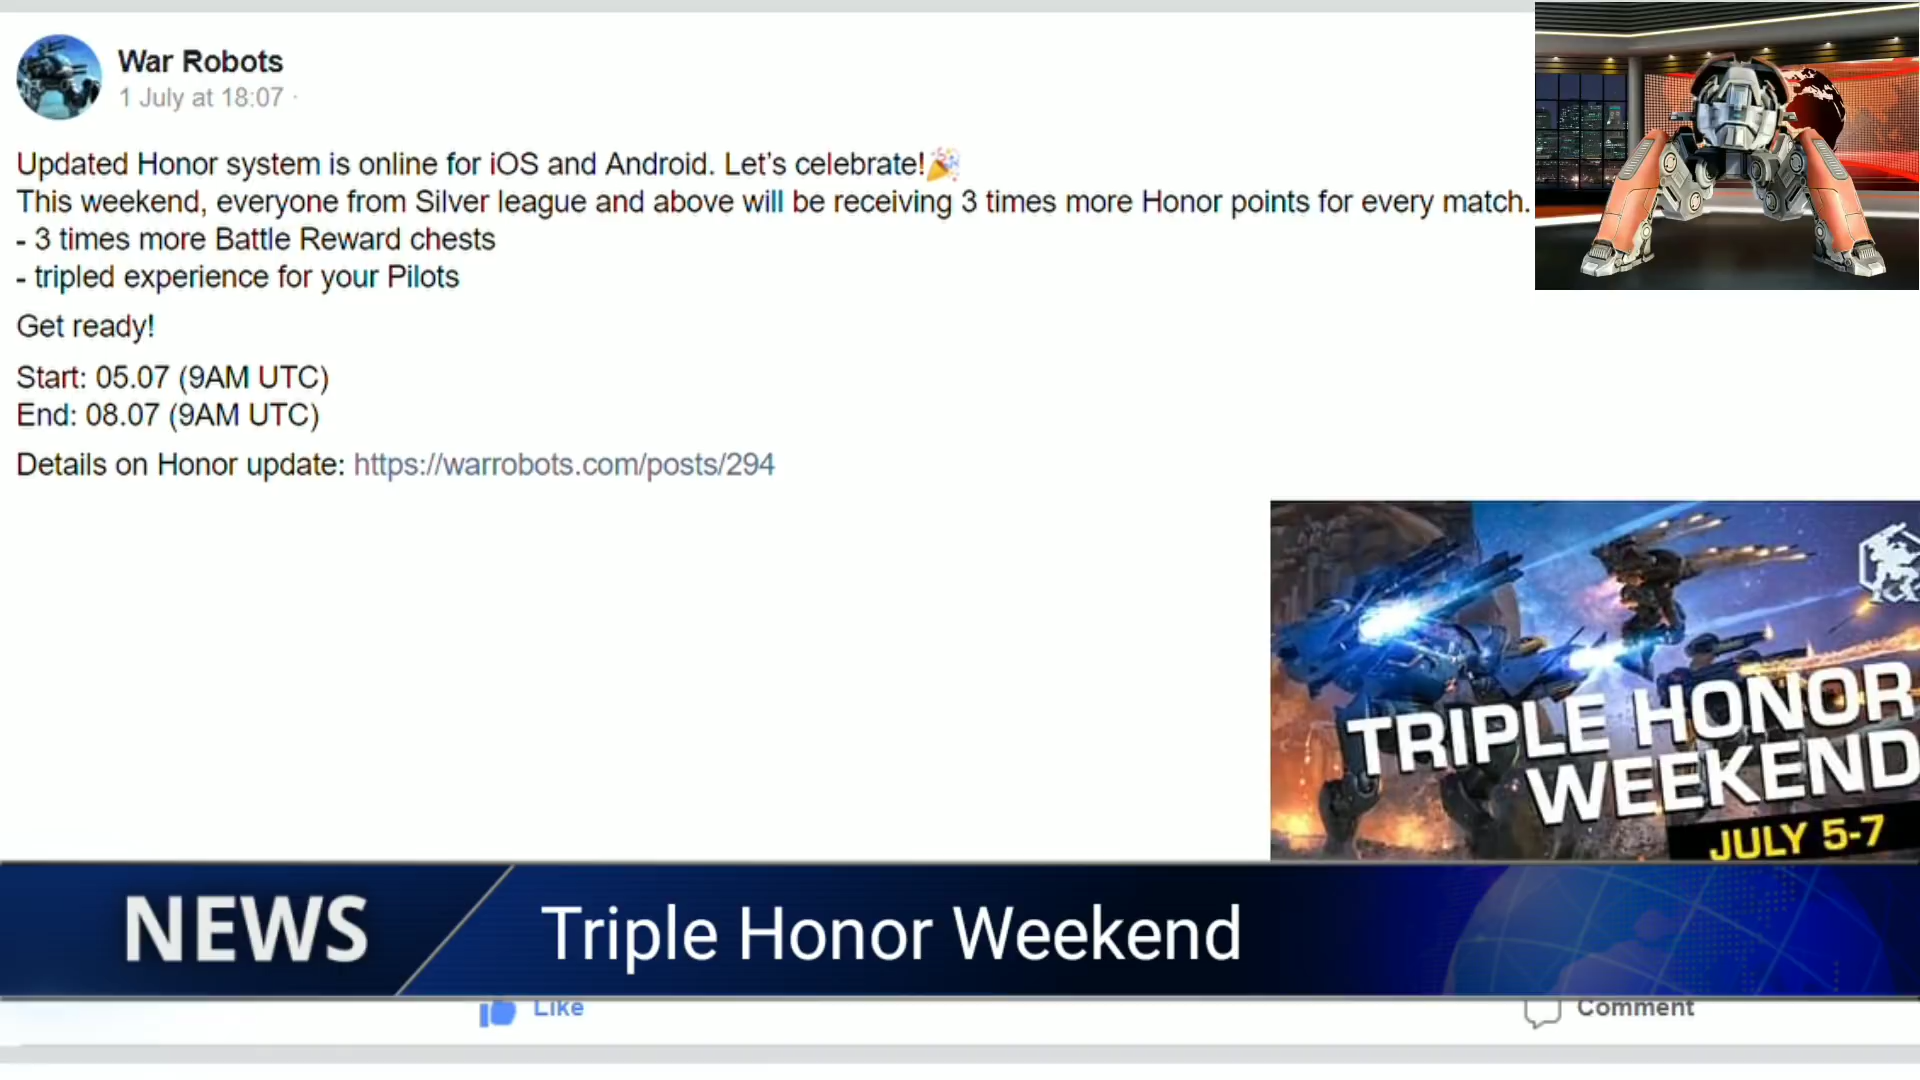 War Robots
1 July at 18:07 ·
Updated Honor system is online for iOS and Android. Let's celebrate!🎉
This weekend, everyone from Silver league and above will be receiving 3 times more Honor points for every match.
- 3 times more Battle Reward chests
- tripled experience for your Pilots
Get ready!
Start: 05.07 (9AM UTC)
End: 08.07 (9AM UTC)
Details on Honor update: https://warrobots.com/posts/294
TRIPLE HONOR
WEEKEND
JULY 5-7
NEWS
Triple Honor Weekend
Like
Comment